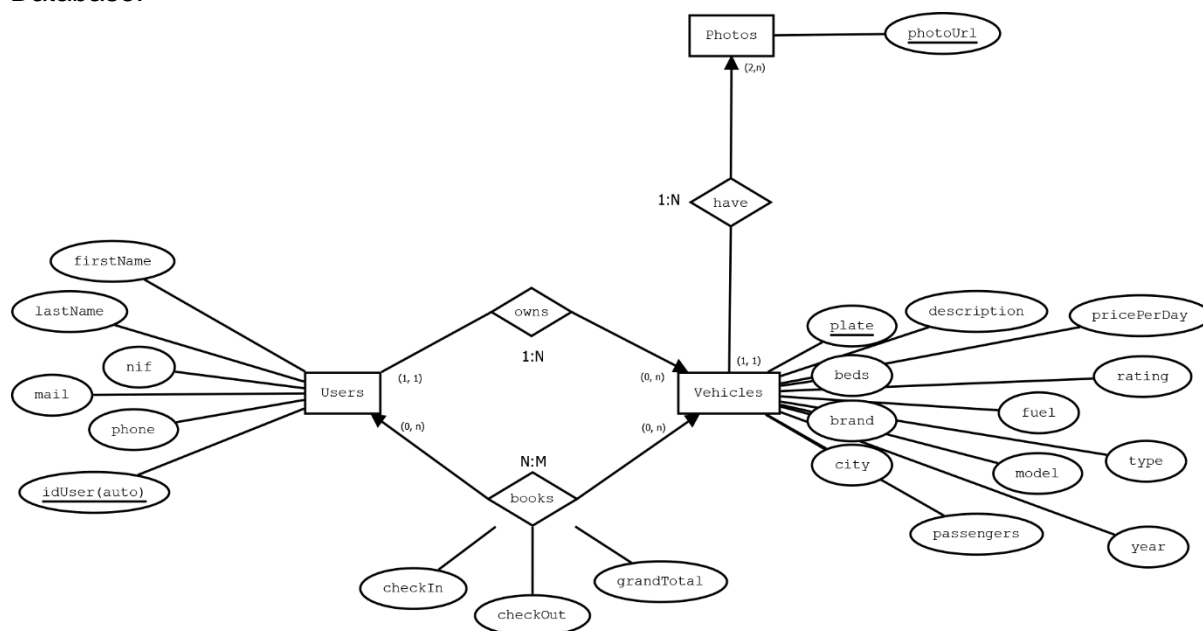 Database:
Photos
photoUrl
(2,n)
1:N
have
firstName
lastName
nif
mail
phone
idUser(auto)
Users
(1, 1)
(0, n)
owns
1:N
(0, n)
(1, 1)
Vehicles
(0, n)
N:M
books
checkIn
checkOut
grandTotal
plate
description
pricePerDay
beds
rating
fuel
brand
type
city
model
passengers
year